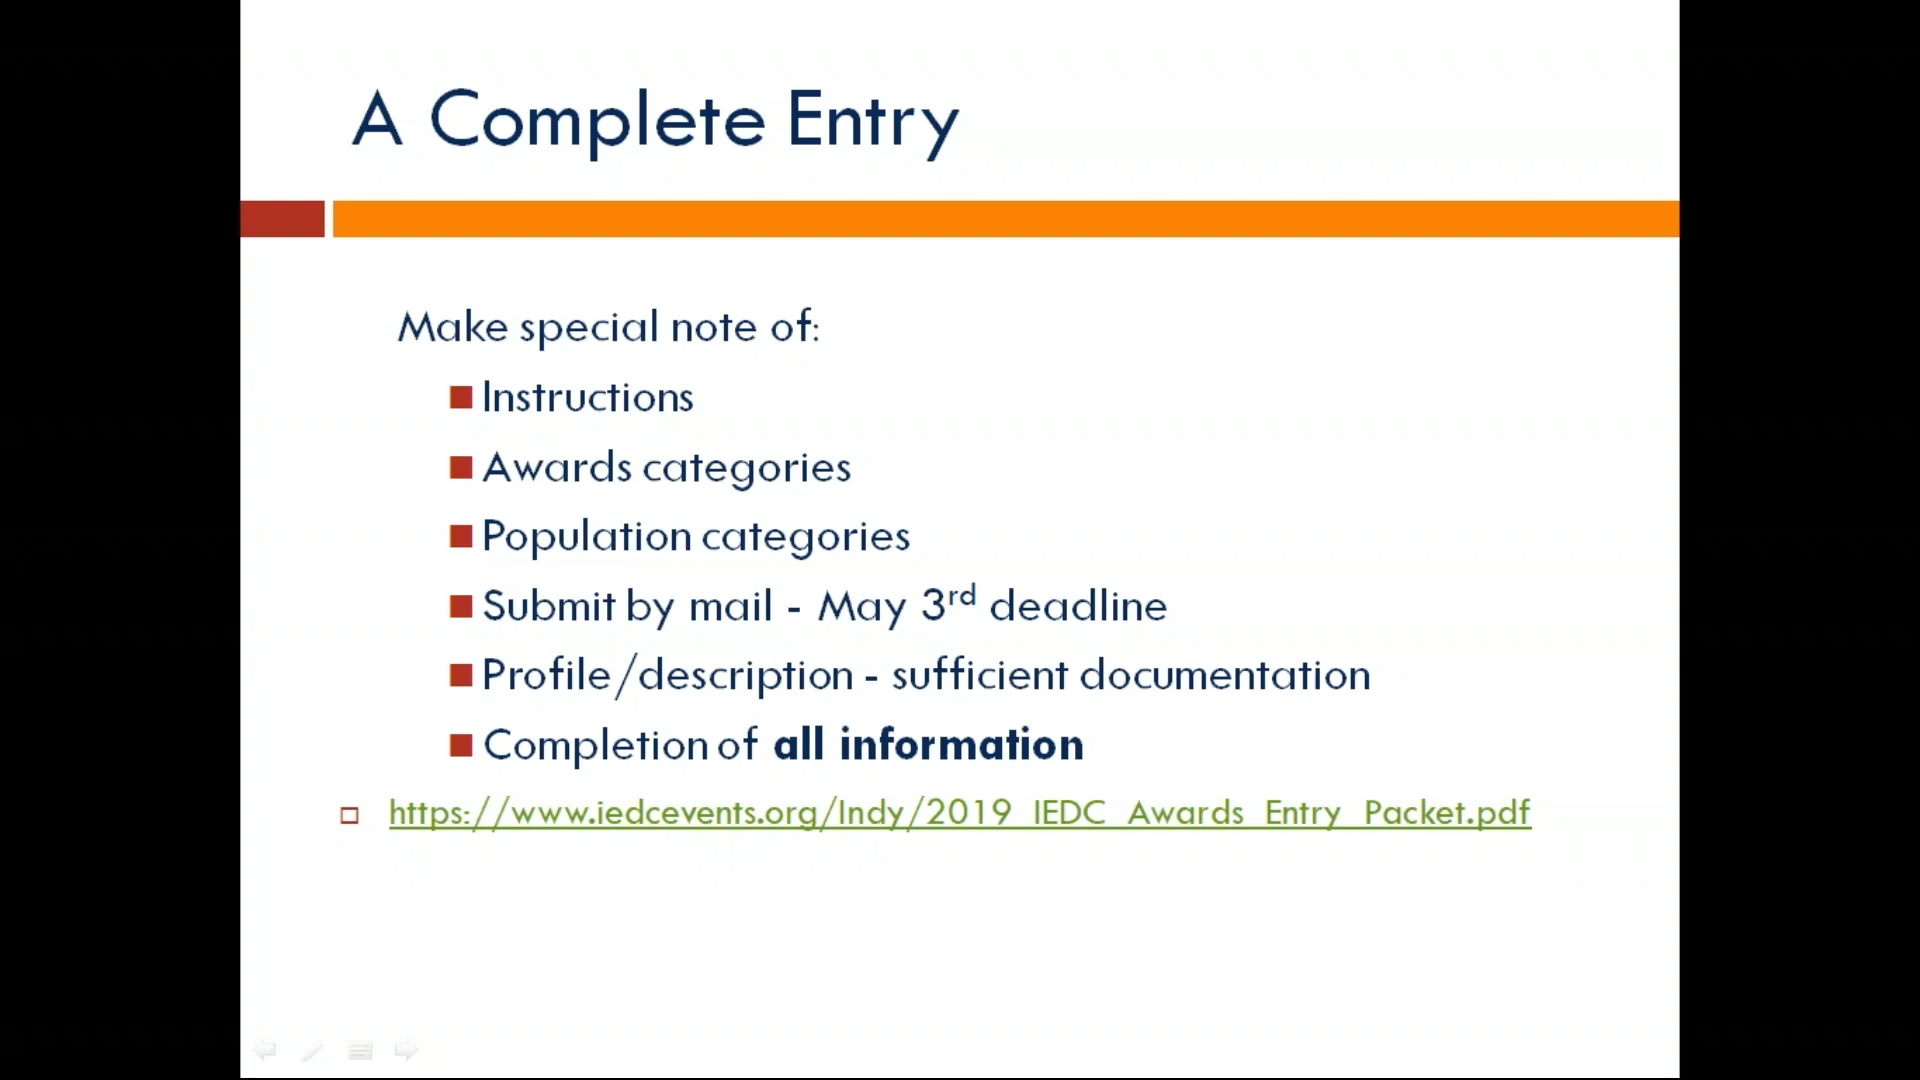 A Complete Entry
Make special note of:
Instructions
Awards categories
Population categories
Submit by mail - May 3rd deadline
Profile/description - sufficient documentation
Completion of all information
https://www.iedcevents.org/Indy/2019_IEDC_Awards_Entry_Packet.pdf